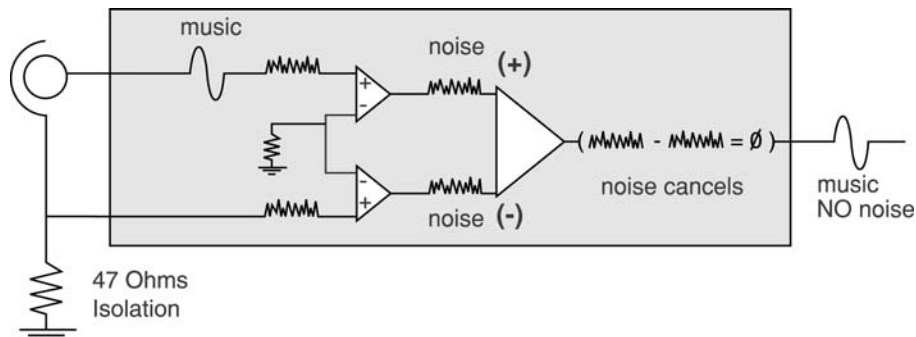 music
noise (+)
+
-
( - = ø )
-
+
noise (-)
noise cancels
music
NO noise
47 Ohms
Isolation